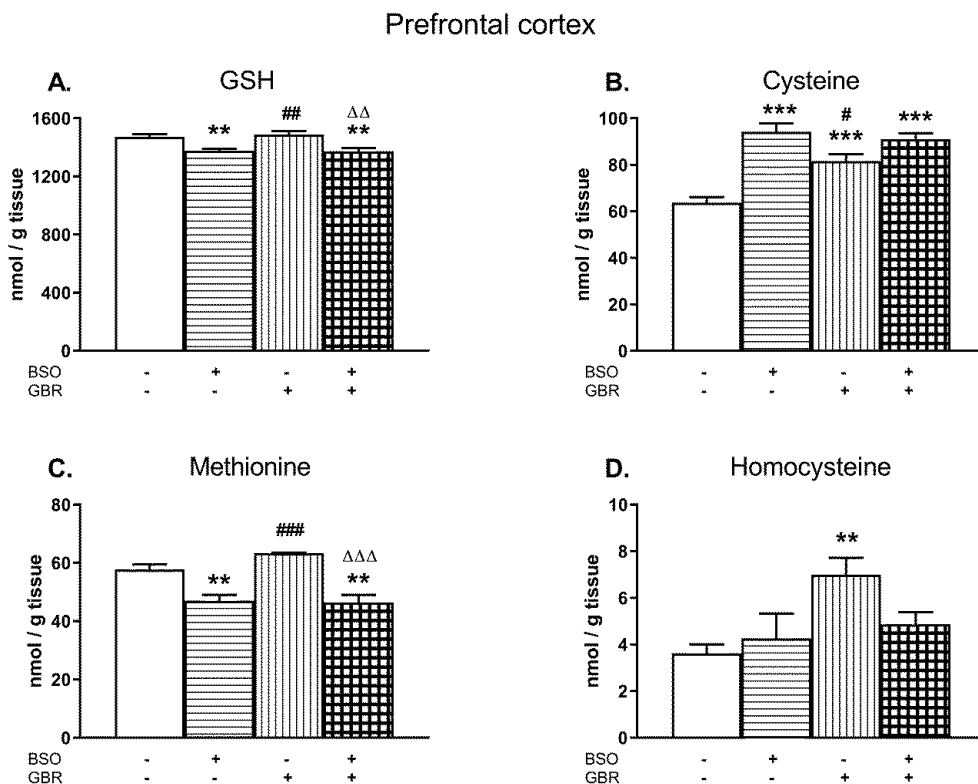 Prefrontal cortex
A. GSH
nmol / g tissue
1600
1200
800
400
0
**
##
ΔΔ
**
BSO - + - +
GBR - - + +
B. Cysteine
nmol / g tissue
100
80
60
40
20
0
***
#
***
***
BSO - + - +
GBR - - + +
C. Methionine
nmol / g tissue
80
60
40
20
0
**
###
ΔΔΔ
**
BSO - + - +
GBR - - + +
D. Homocysteine
nmol / g tissue
10
8
6
4
2
0
**
BSO - + - +
GBR - - + +